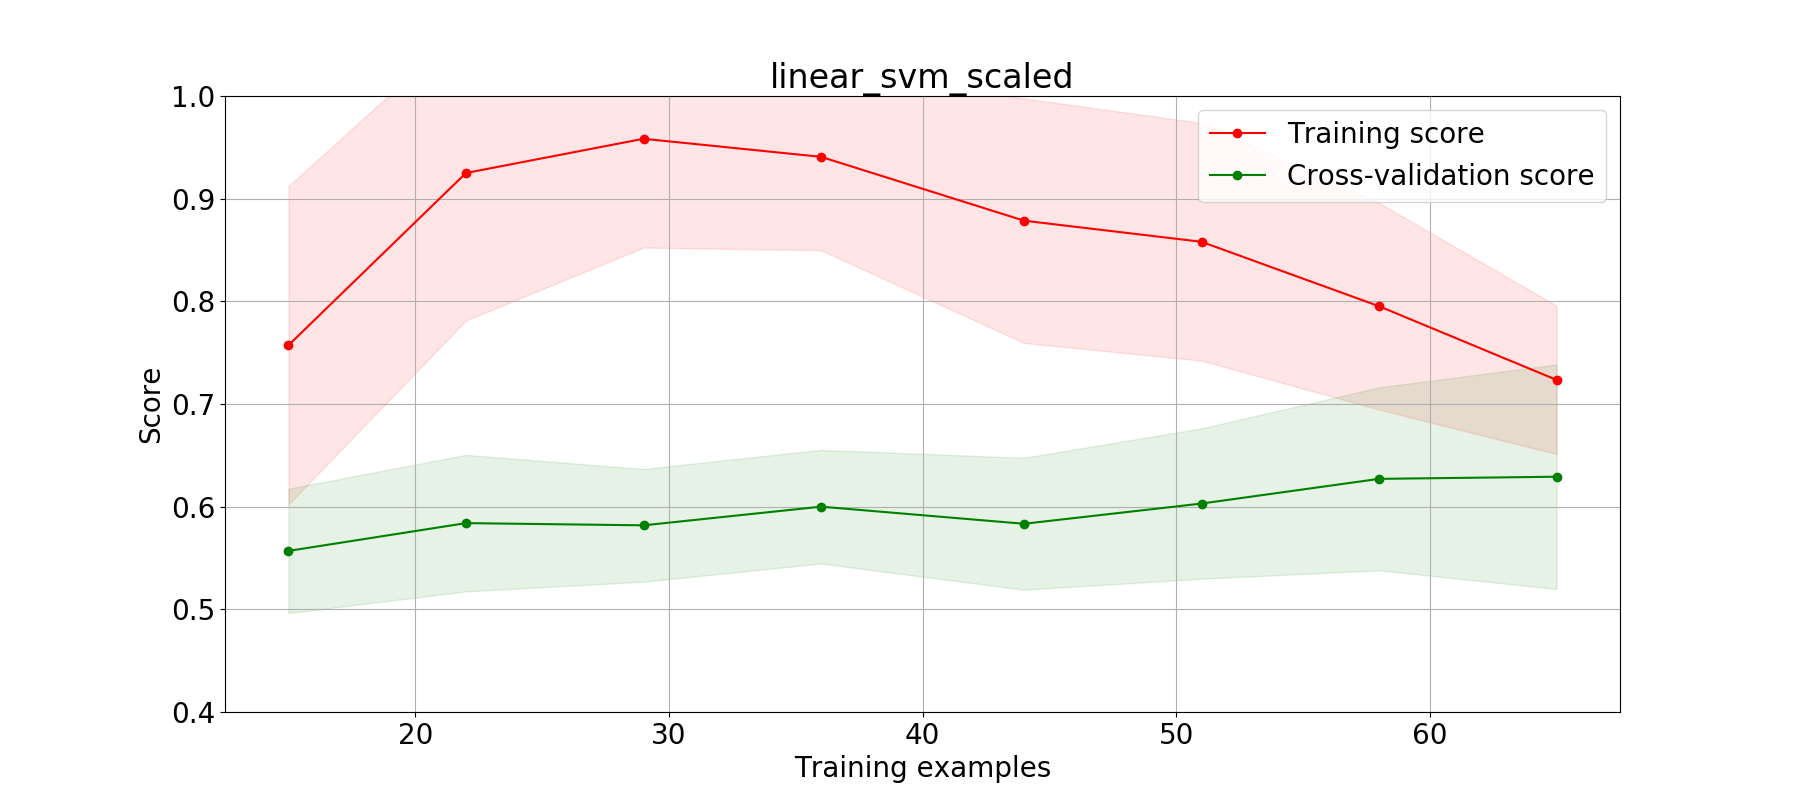 linear_svm_scaled
Training score
Cross-validation score
1.0
0.9
0.8
0.7
0.6
0.5
0.4
Score
20 30 40 50 60
Training examples